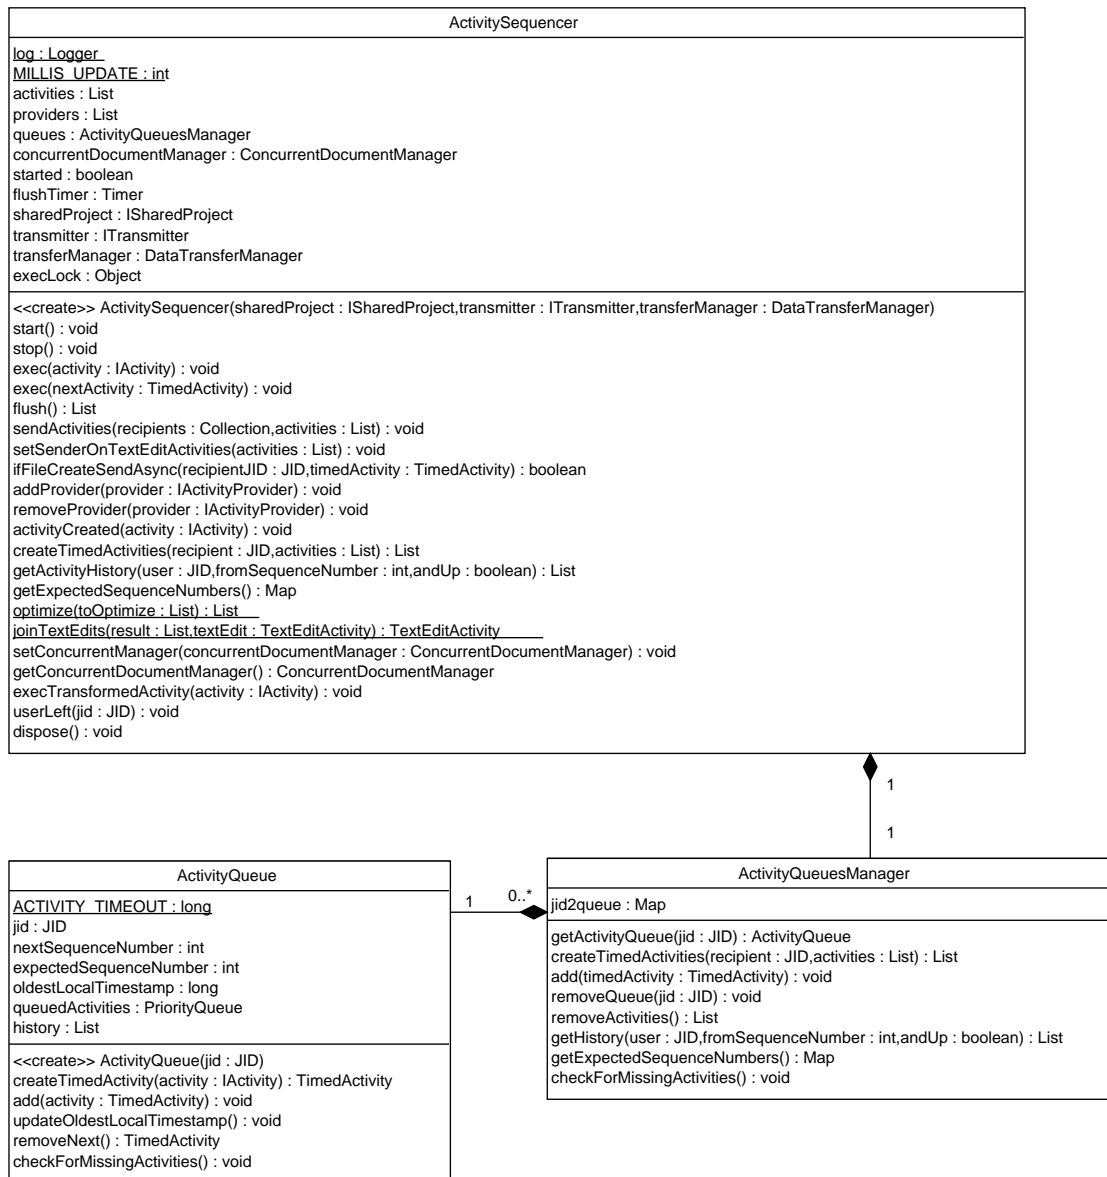 ActivitySequencer
log : Logger
MILLIS_UPDATE : int
activities : List
providers : List
queues : ActivityQueuesManager
concurrentDocumentManager : ConcurrentDocumentManager
started : boolean
flushTimer : Timer
sharedProject : ISharedProject
transmitter : ITransmitter
transferManager : DataTransferManager
execLock : Object
<<create>> ActivitySequencer(sharedProject : ISharedProject,transmitter : ITransmitter,transferManager : DataTransferManager)
start() : void
stop() : void
exec(activity : IActivity) : void
exec(nextActivity : TimedActivity) : void
flush() : List
sendActivities(recipients : Collection,activities : List) : void
setSenderOnTextEditActivities(activities : List) : void
ifFileCreateSendAsync(recipientJID : JID,timedActivity : TimedActivity) : boolean
addProvider(provider : IActivityProvider) : void
removeProvider(provider : IActivityProvider) : void
activityCreated(activity : IActivity) : void
createTimedActivities(recipient : JID,activities : List) : List
getActivityHistory(user : JID,fromSequenceNumber : int,andUp : boolean) : List
getExpectedSequenceNumbers() : Map
optimize(toOptimize : List) : List
joinTextEdits(result : List,textEdit : TextEditActivity) : TextEditActivity
setConcurrentManager(concurrentDocumentManager : ConcurrentDocumentManager) : void
getConcurrentDocumentManager() : ConcurrentDocumentManager
execTransformedActivity(activity : IActivity) : void
userLeft(jid : JID) : void
dispose() : void
1
1
ActivityQueue
ACTIVITY_TIMEOUT : long
jid : JID
nextSequenceNumber : int
expectedSequenceNumber : int
oldestLocalTimestamp : long
queuedActivities : PriorityQueue
history : List
<<create>> ActivityQueue(jid : JID)
createTimedActivity(activity : IActivity) : TimedActivity
add(activity : TimedActivity) : void
updateOldestLocalTimestamp() : void
removeNext() : TimedActivity
checkForMissingActivities() : void
1 0..*
ActivityQueuesManager
jid2queue : Map
getActivityQueue(jid : JID) : ActivityQueue
createTimedActivities(recipient : JID,activities : List) : List
add(timedActivity : TimedActivity) : void
removeQueue(jid : JID) : void
removeActivities() : List
getHistory(user : JID,fromSequenceNumber : int,andUp : boolean) : List
getExpectedSequenceNumbers() : Map
checkForMissingActivities() : void